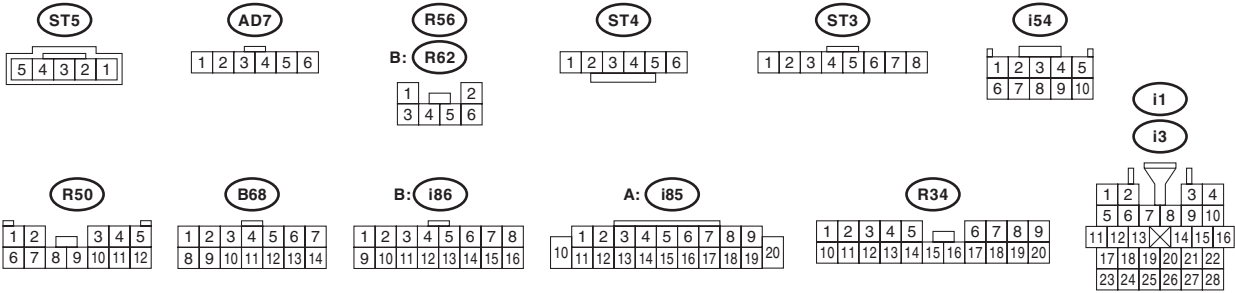 ST5
5 4 3 2 1
AD7
1 2 3 4 5 6
R56
B: R62
1 2
3 4 5 6
ST4
1 2 3 4 5 6
ST3
1 2 3 4 5 6 7 8
i54
1 2 3 4 5
6 7 8 9 10
i1
i3
1 2 3 4
5 6 7 8 9 10
11 12 13 14 15 16
17 18 19 20 21 22
23 24 25 26 27 28
R50
1 2 3 4 5
6 7 8 9 10 11 12
B68
1 2 3 4 5 6 7
8 9 10 11 12 13 14
B: i86
1 2 3 4 5 6 7 8
9 10 11 12 13 14 15 16
A: i85
1 2 3 4 5 6 7 8 9
10 11 12 13 14 15 16 17 18 19 20
R34
1 2 3 4 5 6 7 8 9
10 11 12 13 14 15 16 17 18 19 20